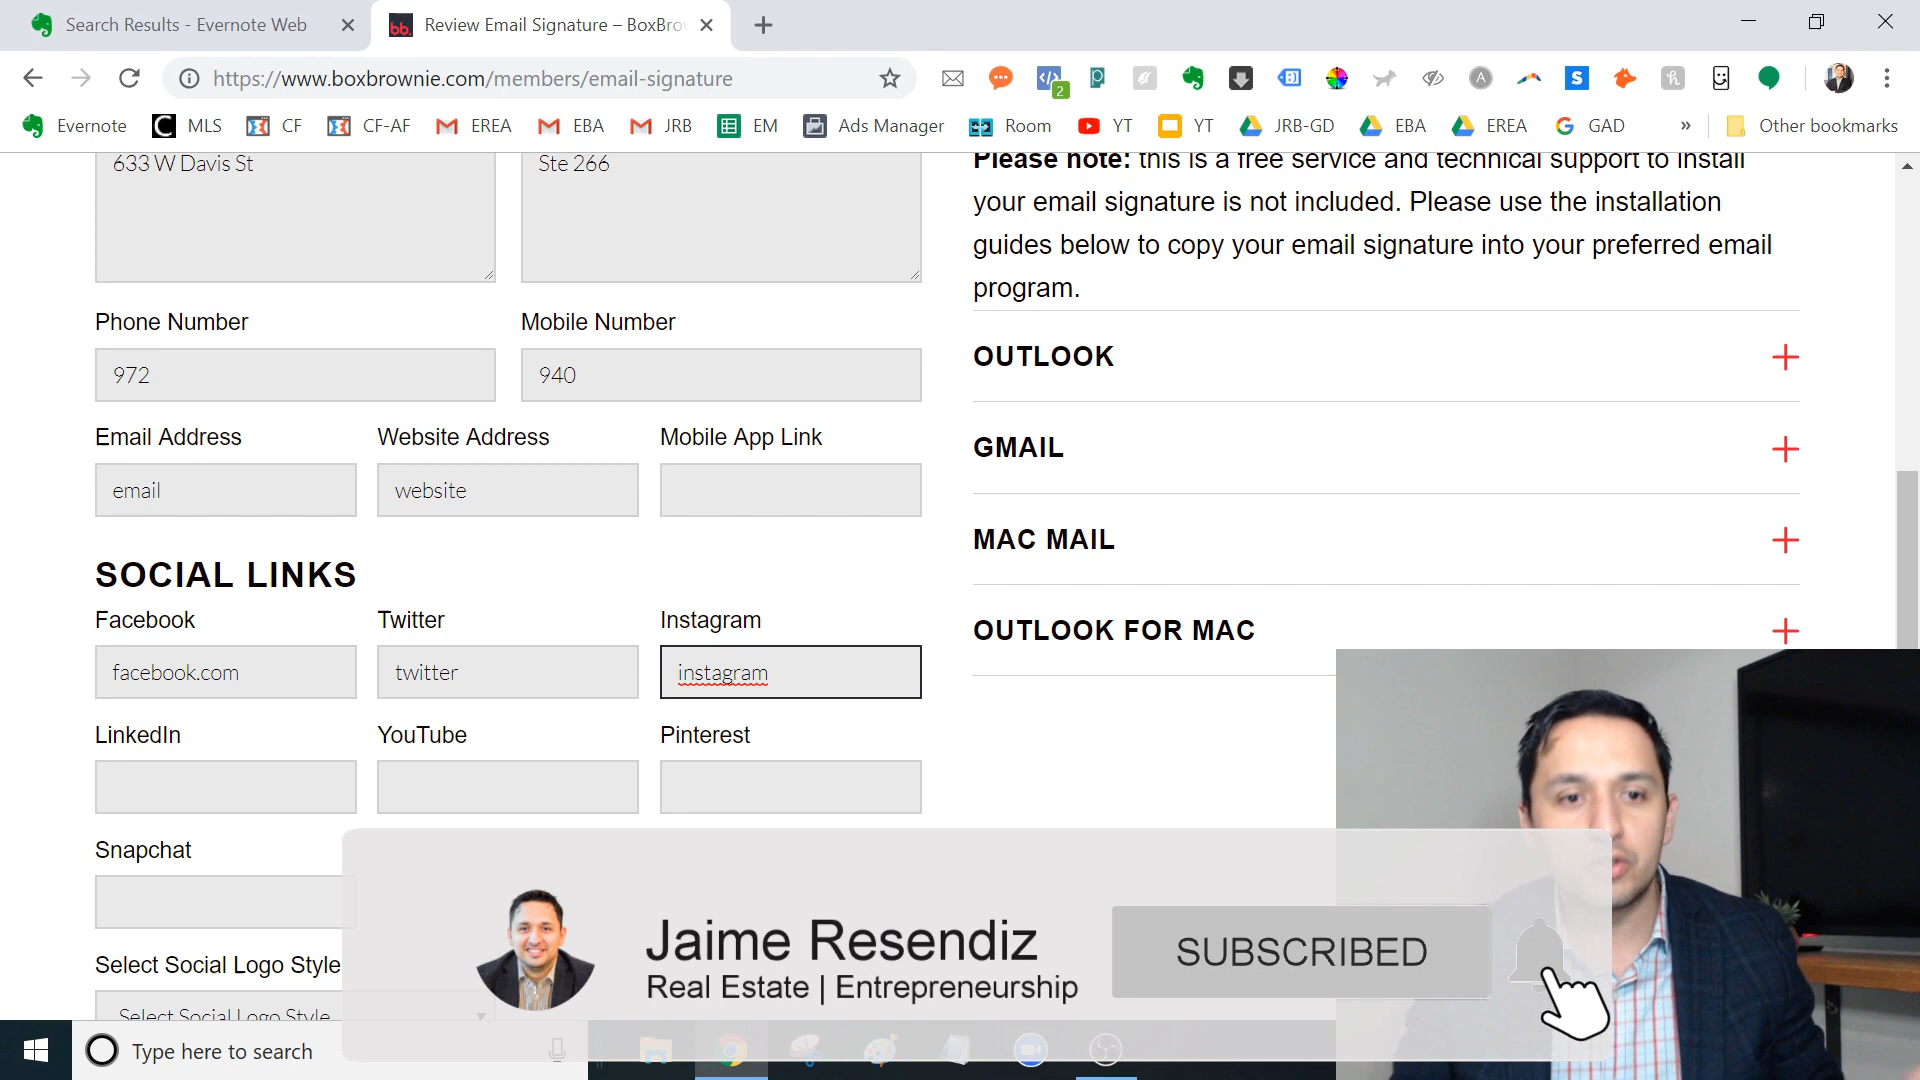 Search Results - Evernote Web
Review Email Signature – BoxBro
https://www.boxbrownie.com/members/email-signature
2
Evernote
MLS
CF
CF-AF
EREA
EBA
JRB
EM
Ads Manager
Room
YT
YT
JRB-GD
EBA
EREA
GAD
»
Other bookmarks
633 W Davis St
Ste 266
Please note: this is a free service and technical support to install
your email signature is not included. Please use the installation
guides below to copy your email signature into your preferred email
program.
Phone Number
Mobile Number
972
940
OUTLOOK
Email Address
Website Address
Mobile App Link
email
website
GMAIL
MAC MAIL
SOCIAL LINKS
Facebook
Twitter
Instagram
facebook.com
twitter
instagram
OUTLOOK FOR MAC
LinkedIn
YouTube
Pinterest
Snapchat
Select Social Logo Style
Select Social Logo Style
Jaime Resendiz
Real Estate | Entrepreneurship
SUBSCRIBED
Type here to search